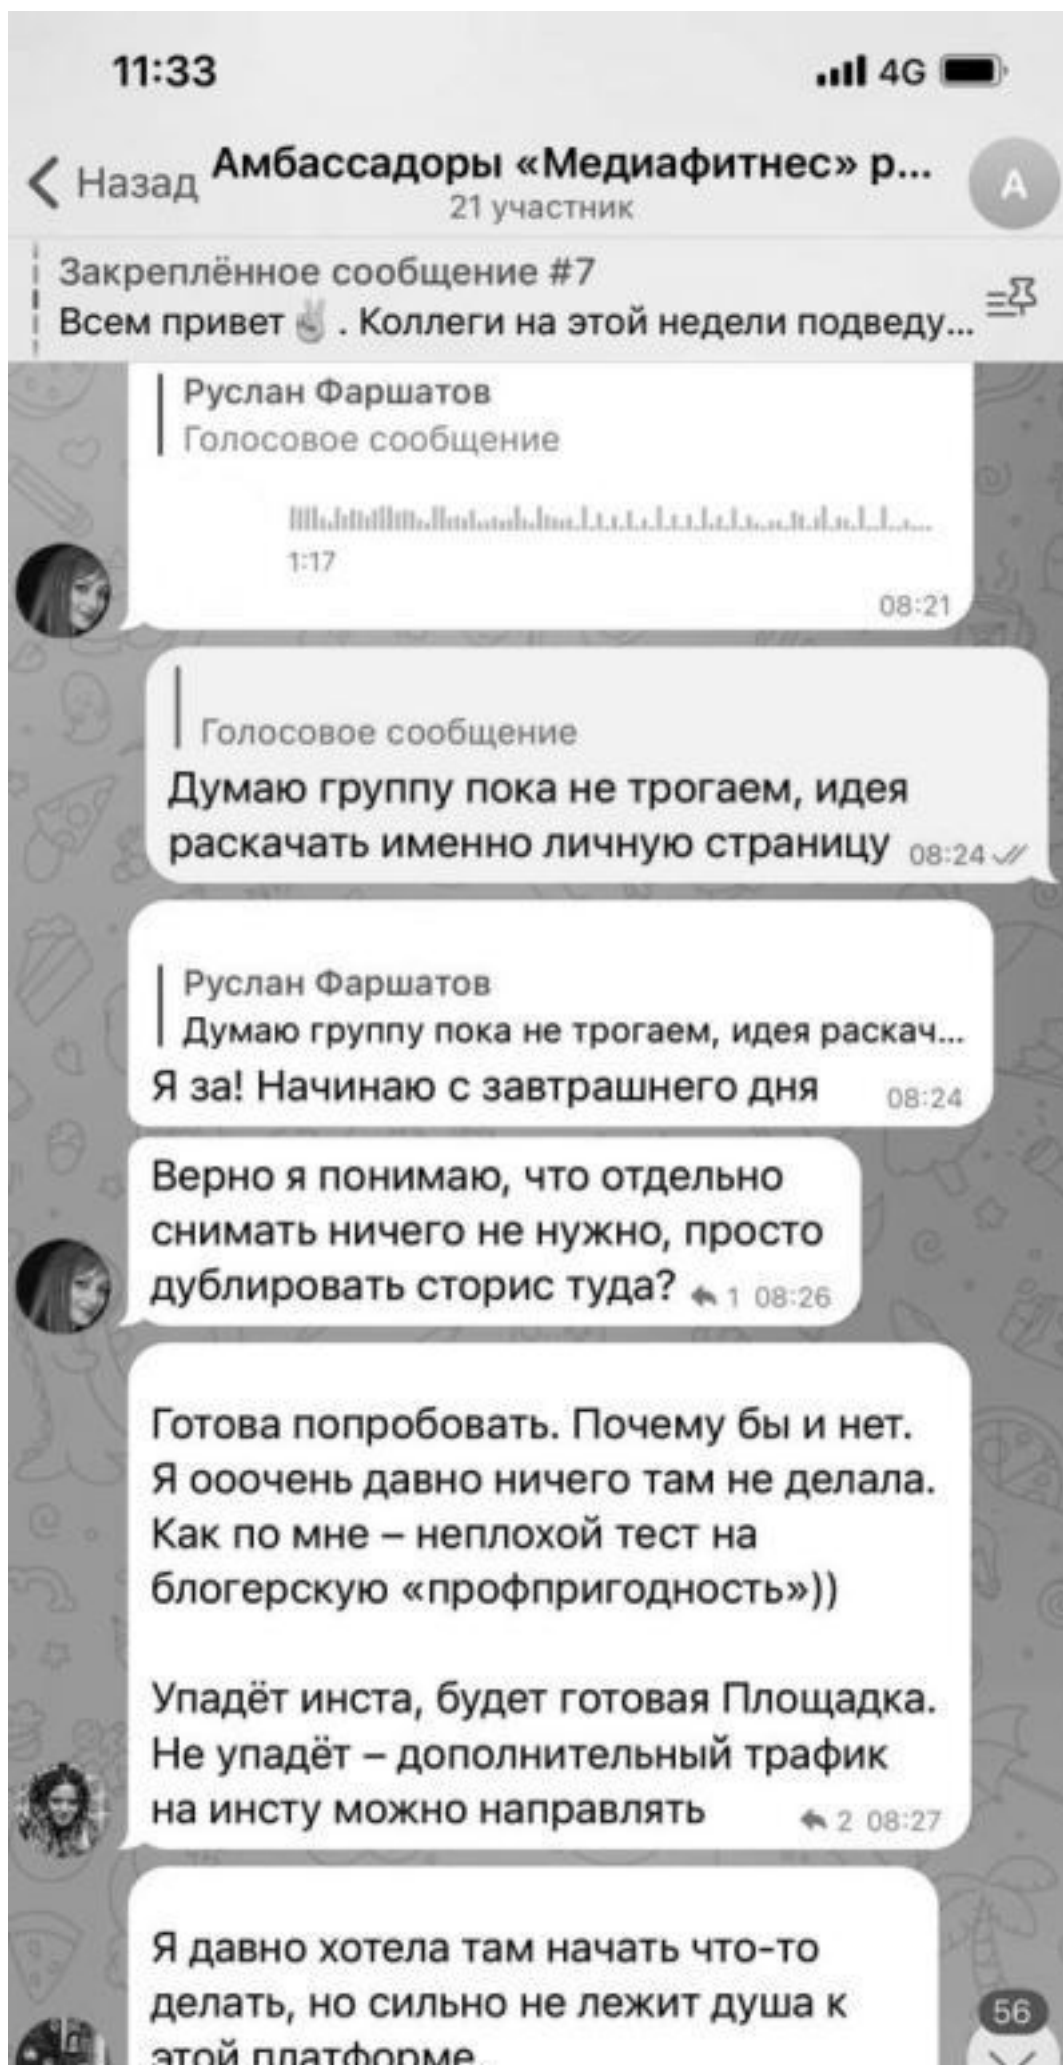 11:33
4G
Назад
Амбассадоры «Медиафитнес» р...
21 участник
A
Закреплённое сообщение #7
Всем привет✌️. Коллеги на этой недели подведу...
Руслан Фаршатов
Голосовое сообщение
1:17
08:21
Голосовое сообщение
Думаю группу пока не трогаем, идея
раскачать именно личную страницу 08:24
Руслан Фаршатов
Думаю группу пока не трогаем, идея раскач...
Я за! Начинаю с завтрашнего дня 08:24
Верно я понимаю, что отдельно
снимать ничего не нужно, просто
дублировать сторис туда? 1 08:26
Готова попробовать. Почему бы и нет.
Я ооочень давно ничего там не делала.
Как по мне – неплохой тест на
блогерскую «профпригодность»))
Упадёт инста, будет готовая Площадка.
Не упадёт – дополнительный трафик
на инсту можно направлять 2 08:27
Я давно хотела там начать что-то
делать, но сильно не лежит душа к
этой платформе.
56